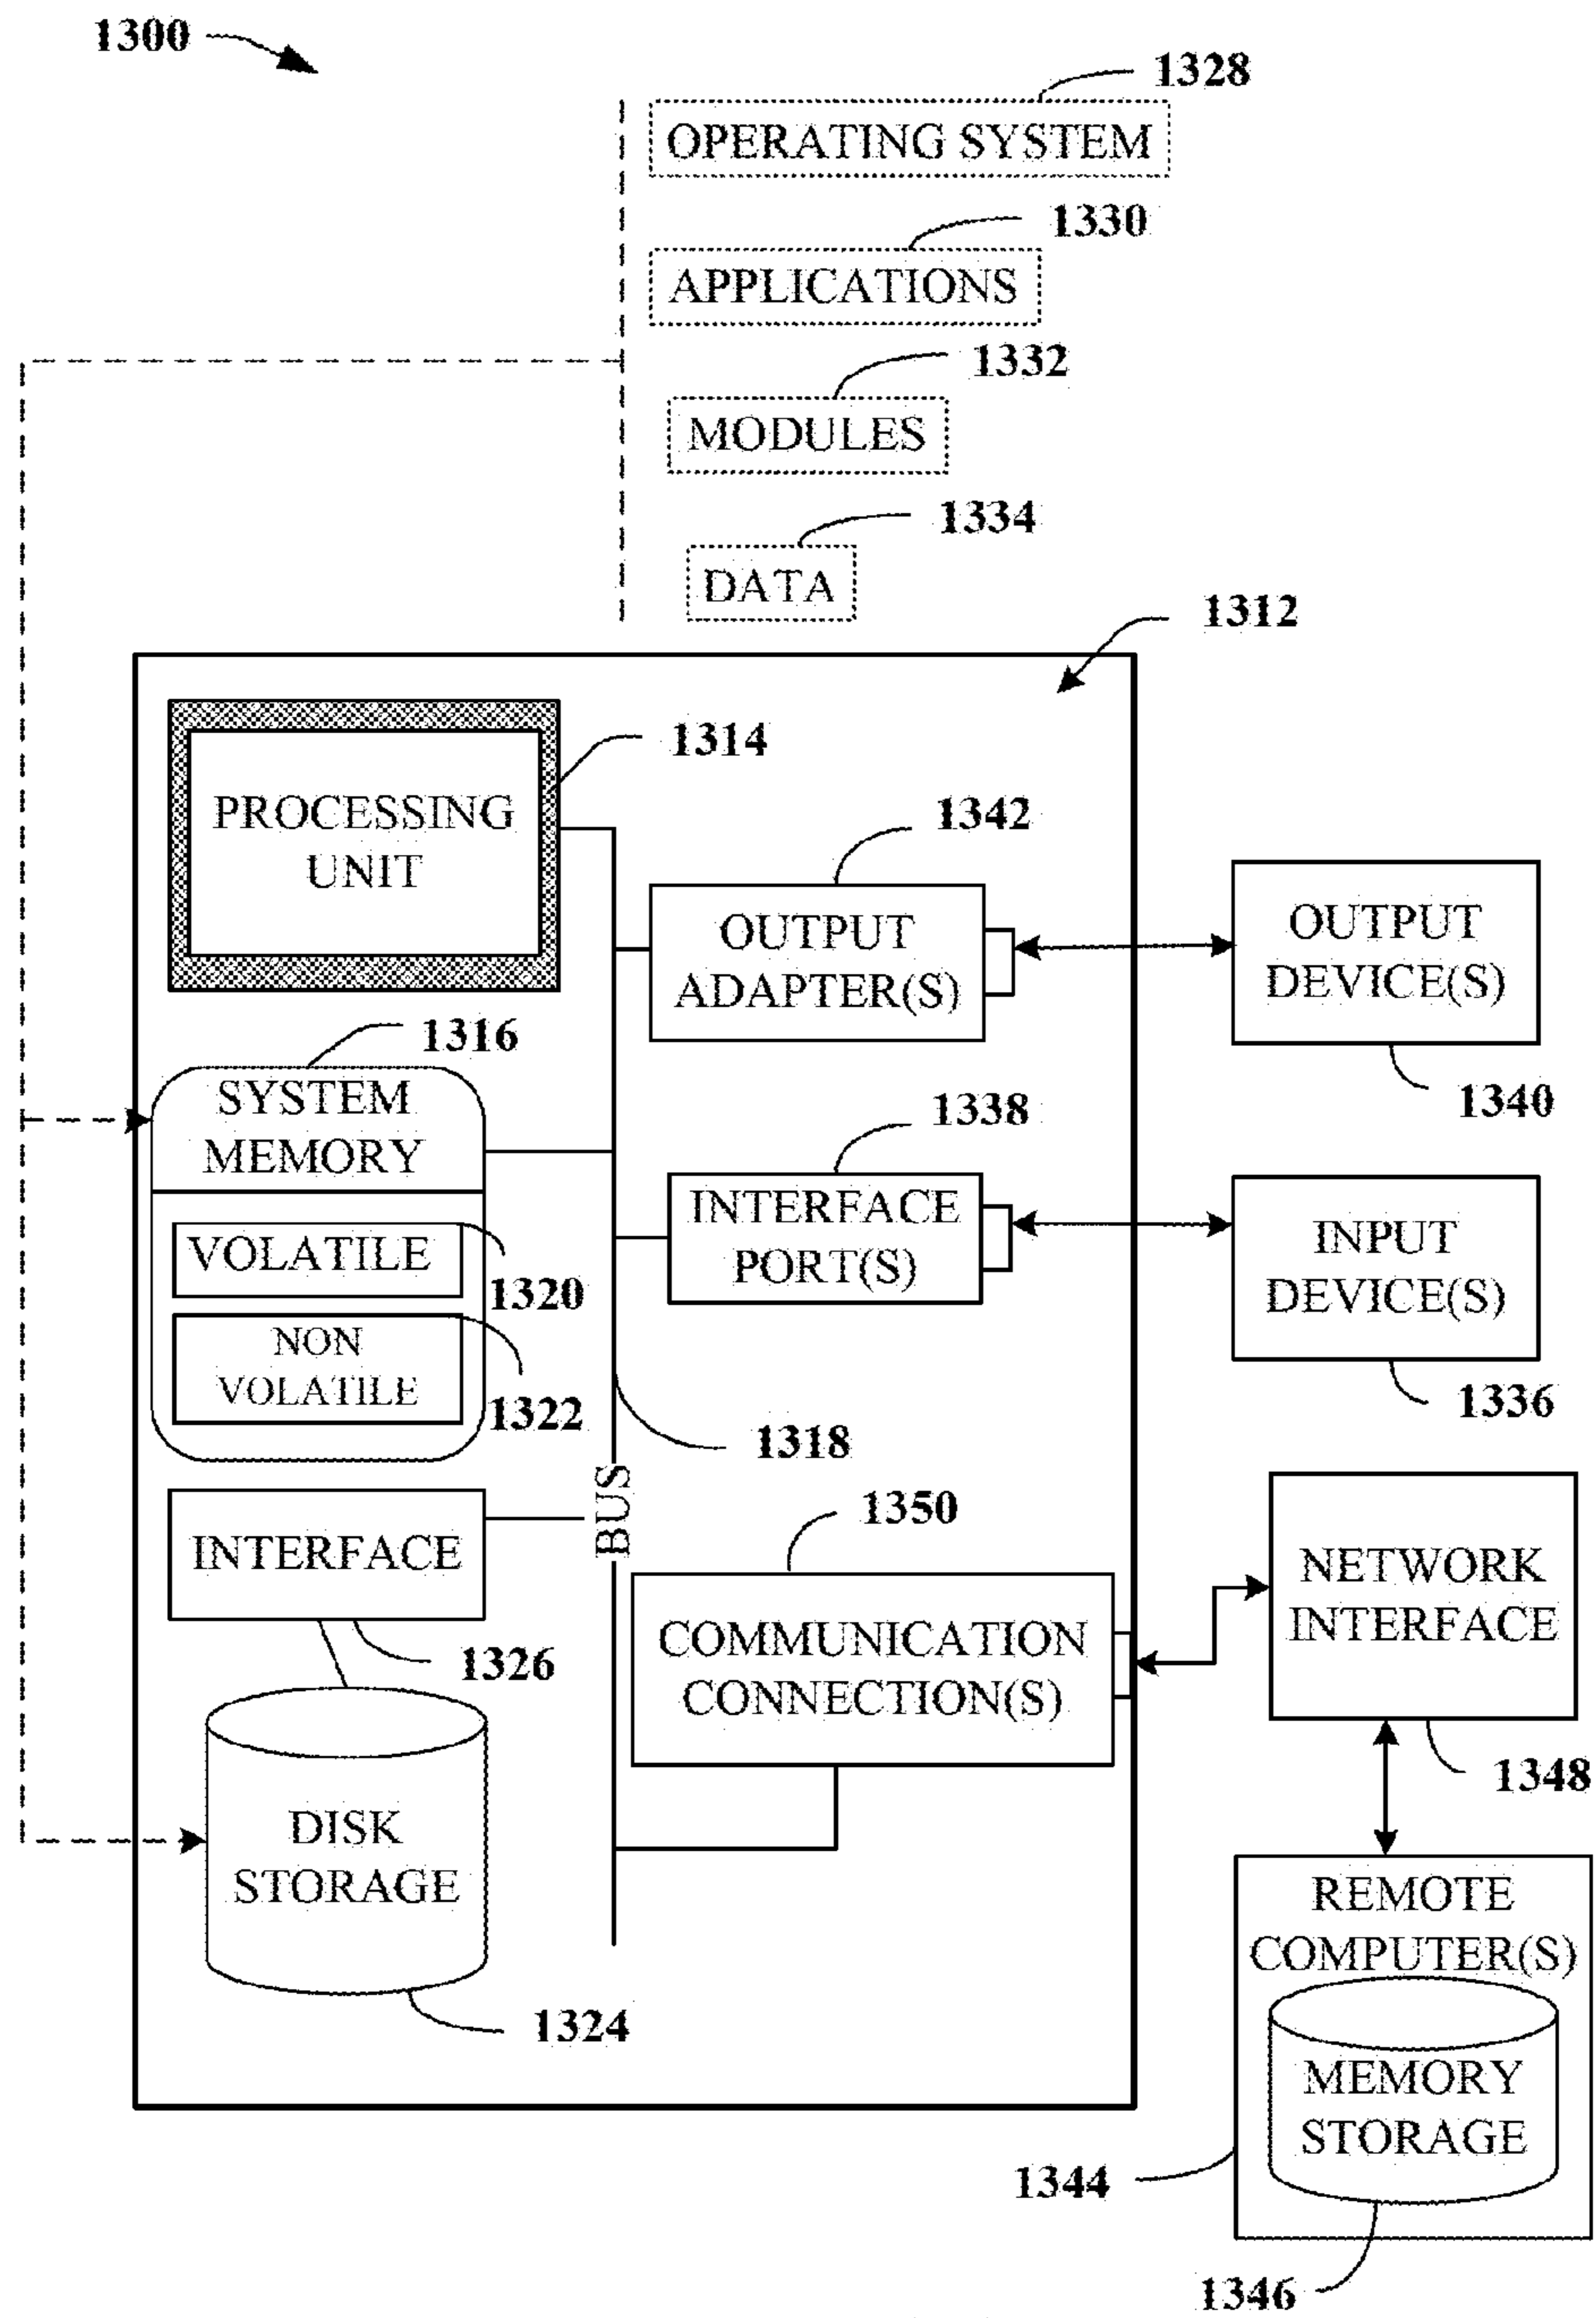 1300
1328
OPERATING SYSTEM
1330
APPLICATIONS
1332
MODULES
1334
DATA
1312
1314
PROCESSING
UNIT
1342
OUTPUT
ADAPTER(S)
OUTPUT
DEVICE(S)
1340
1316
SYSTEM
MEMORY
VOLATILE
1320
NON
VOLATILE
1322
1338
INTERFACE
PORT(S)
INPUT
DEVICE(S)
1336
1318
BUS
INTERFACE
1326
1350
COMMUNICATION
CONNECTION(S)
NETWORK
INTERFACE
1348
DISK
STORAGE
1324
REMOTE
COMPUTER(S)
MEMORY
STORAGE
1344
1346